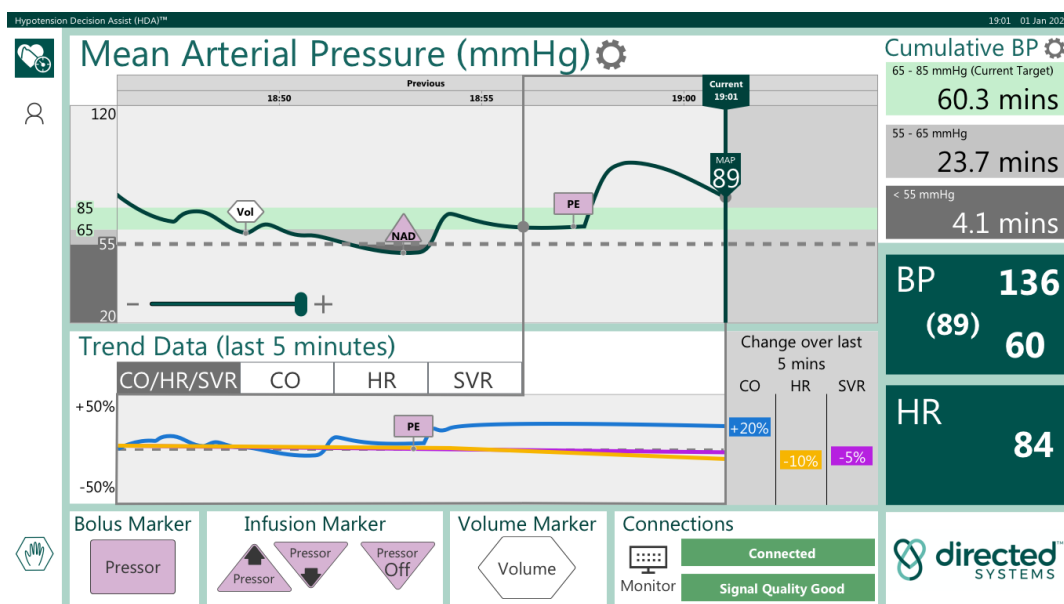 Hypotension Decision Assist (HDA)™
19:01 01 Jan 202
Mean Arterial Pressure (mmHg)
Previous
Current
18:50
18:55
19:00
19:01
120
85
65
55
20
Vol
NAD
PE
MAP
89
Cumulative BP
65 - 85 mmHg (Current Target)
60.3 mins
55 - 65 mmHg
23.7 mins
< 55 mmHg
4.1 mins
BP
136
(89)
60
HR
84
Trend Data (last 5 minutes)
CO/HR/SVR
CO
HR
SVR
+50%
-50%
PE
Change over last
5 mins
CO HR SVR
+20%
-10%
-5%
Bolus Marker
Pressor
Infusion Marker
Pressor
Pressor
Pressor
Off
Volume Marker
Volume
Connections
Monitor
Connected
Signal Quality Good
directed™
SYSTEMS